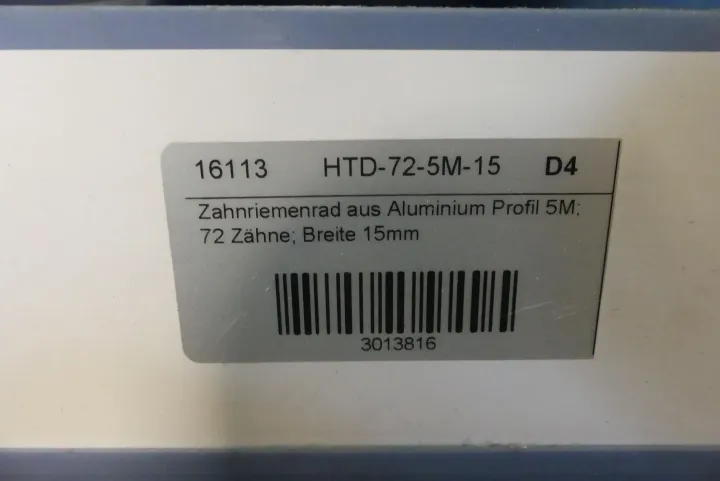 16113 HTD-72-5M-15 D4
Zahnriemenrad aus Aluminium Profil 5M;
72 Zähne; Breite 15mm
3013816